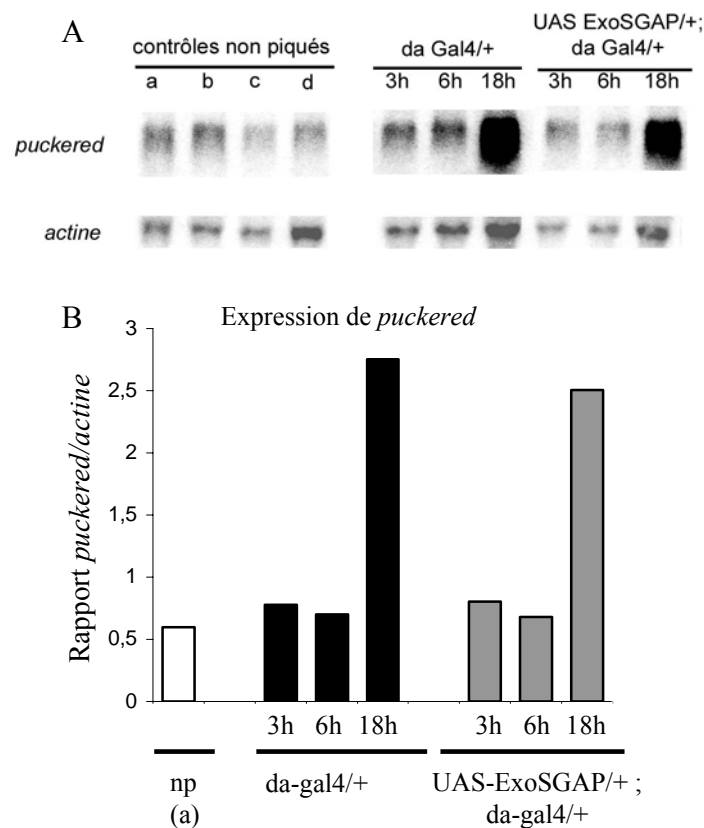 A
contrôles non piqués
a b c d
da Gal4/+
3h 6h 18h
UAS ExoSGAP/+;
da Gal4/+
3h 6h 18h
puckered
actine
B
Expression de puckered
Rapport puckered/actine
3
2,5
2
1,5
1
0,5
0
3h 6h 18h 3h 6h 18h
np
(a)
da-gal4/+
UAS-ExoSGAP/+ ;
da-gal4/+